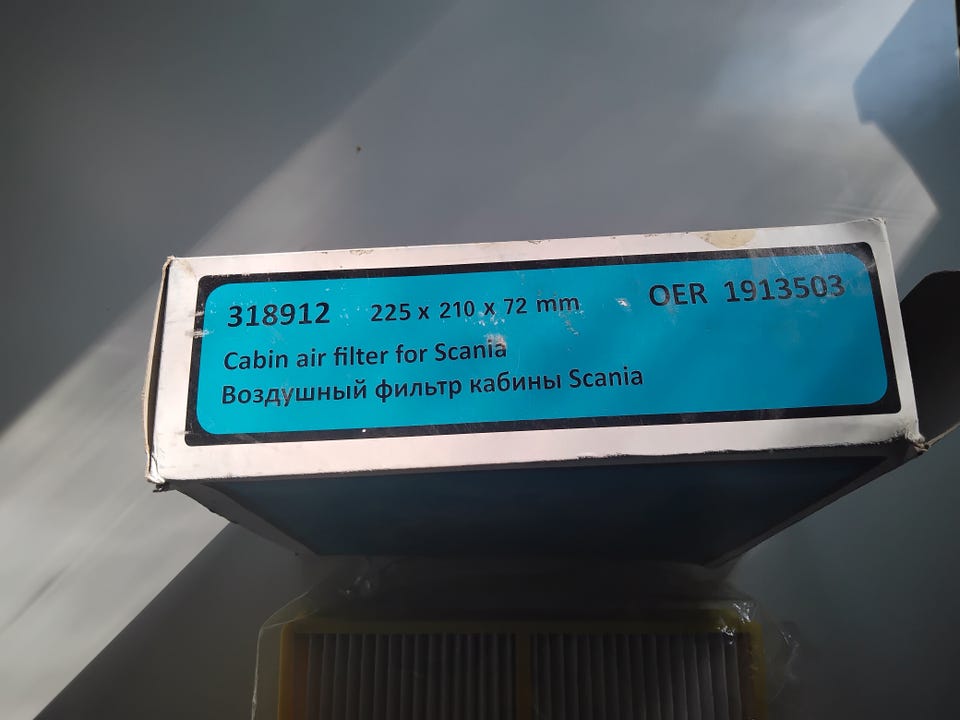 318912 225 x 210 x 72 mm OER 1913503
Cabin air filter for Scania
Воздушный фильтр кабины Scania